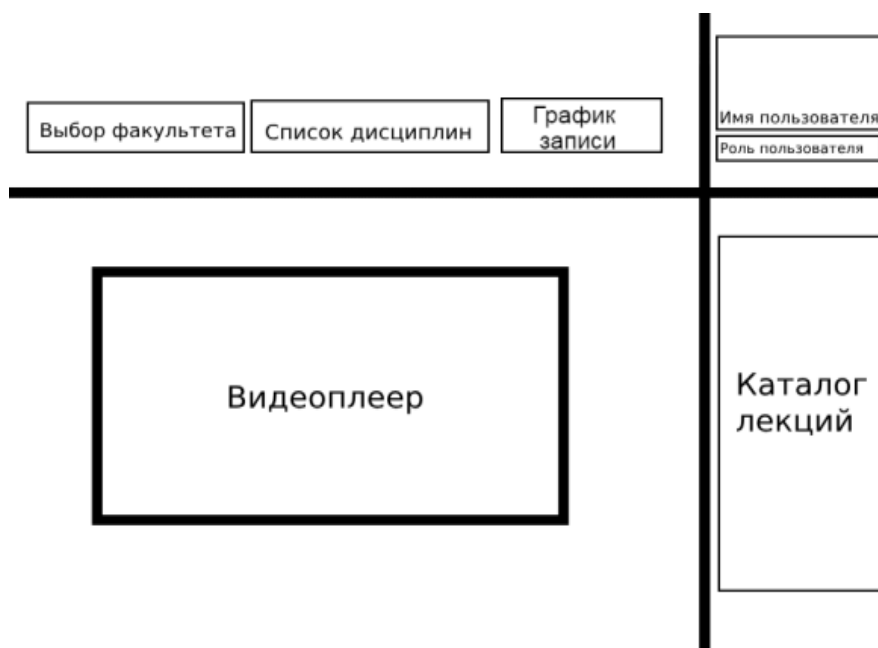 Выбор факультета
Список дисциплин
График
записи
Имя пользователя
Роль пользователя
Видеоплеер
Каталог
лекций